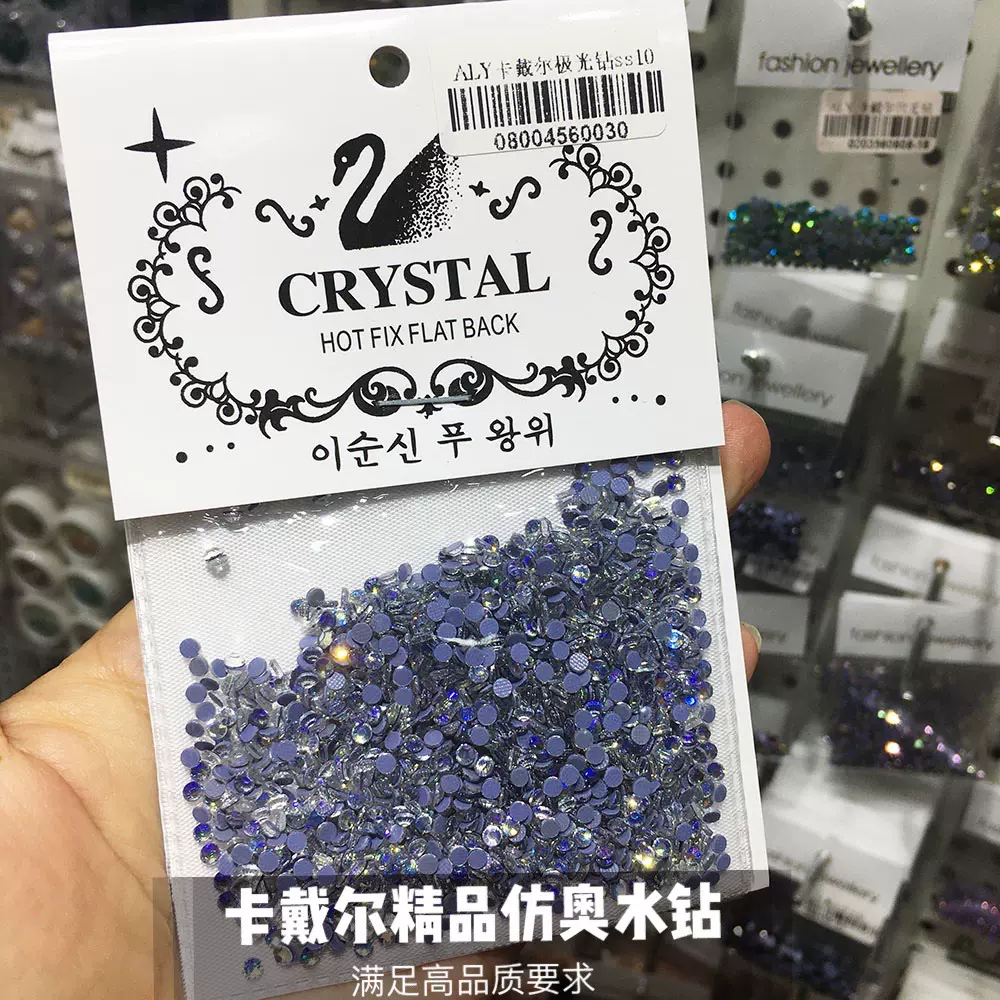 ALY卡戴尔极光钻ss10
08004560030
CRYSTAL
HOT FIX FLAT BACK
이순신 푸 왕위
fashion jewellery
fashion jewellery
卡戴尔精品仿奥水钻
满足高品质要求